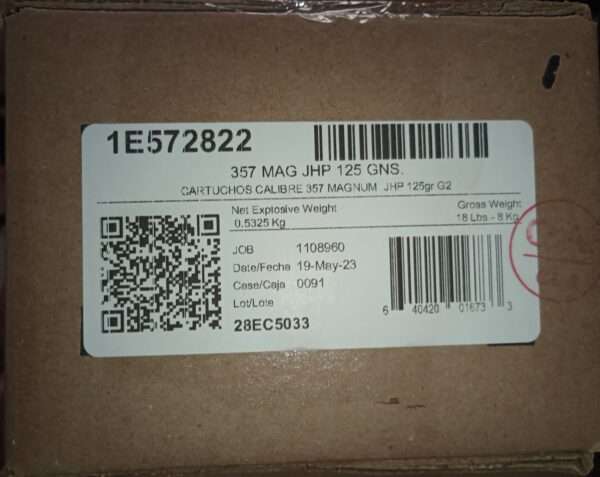 1E572822
357 MAG JHP 125 GNS.
CARTUCHOS CALIBRE 357 MAGNUM JHP 125gr G2
Net Explosive Weight
0.5325 Kg
Gross Weight
18 Lbs - 8 Kg
JOB 1108960
Date/Fecha 19-May-23
Case/Caja 0091
Lot/Lote
28EC5033
6 40420 01673 3